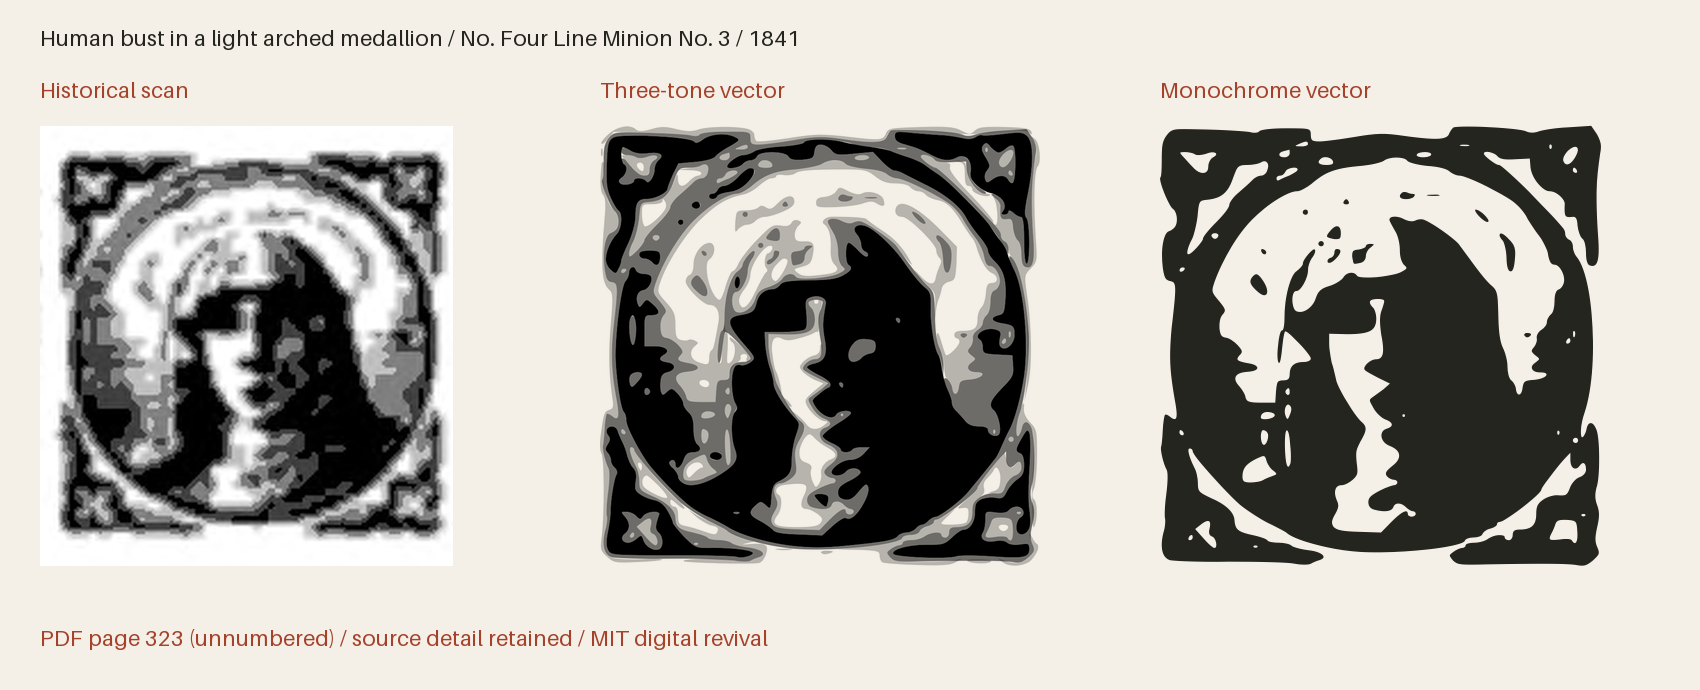 Human bust in a light arched medallion / No. Four Line Minion No. 3 / 1841
Historical scan
Three-tone vector
Monochrome vector
PDF page 323 (unnumbered) / source detail retained / MIT digital revival